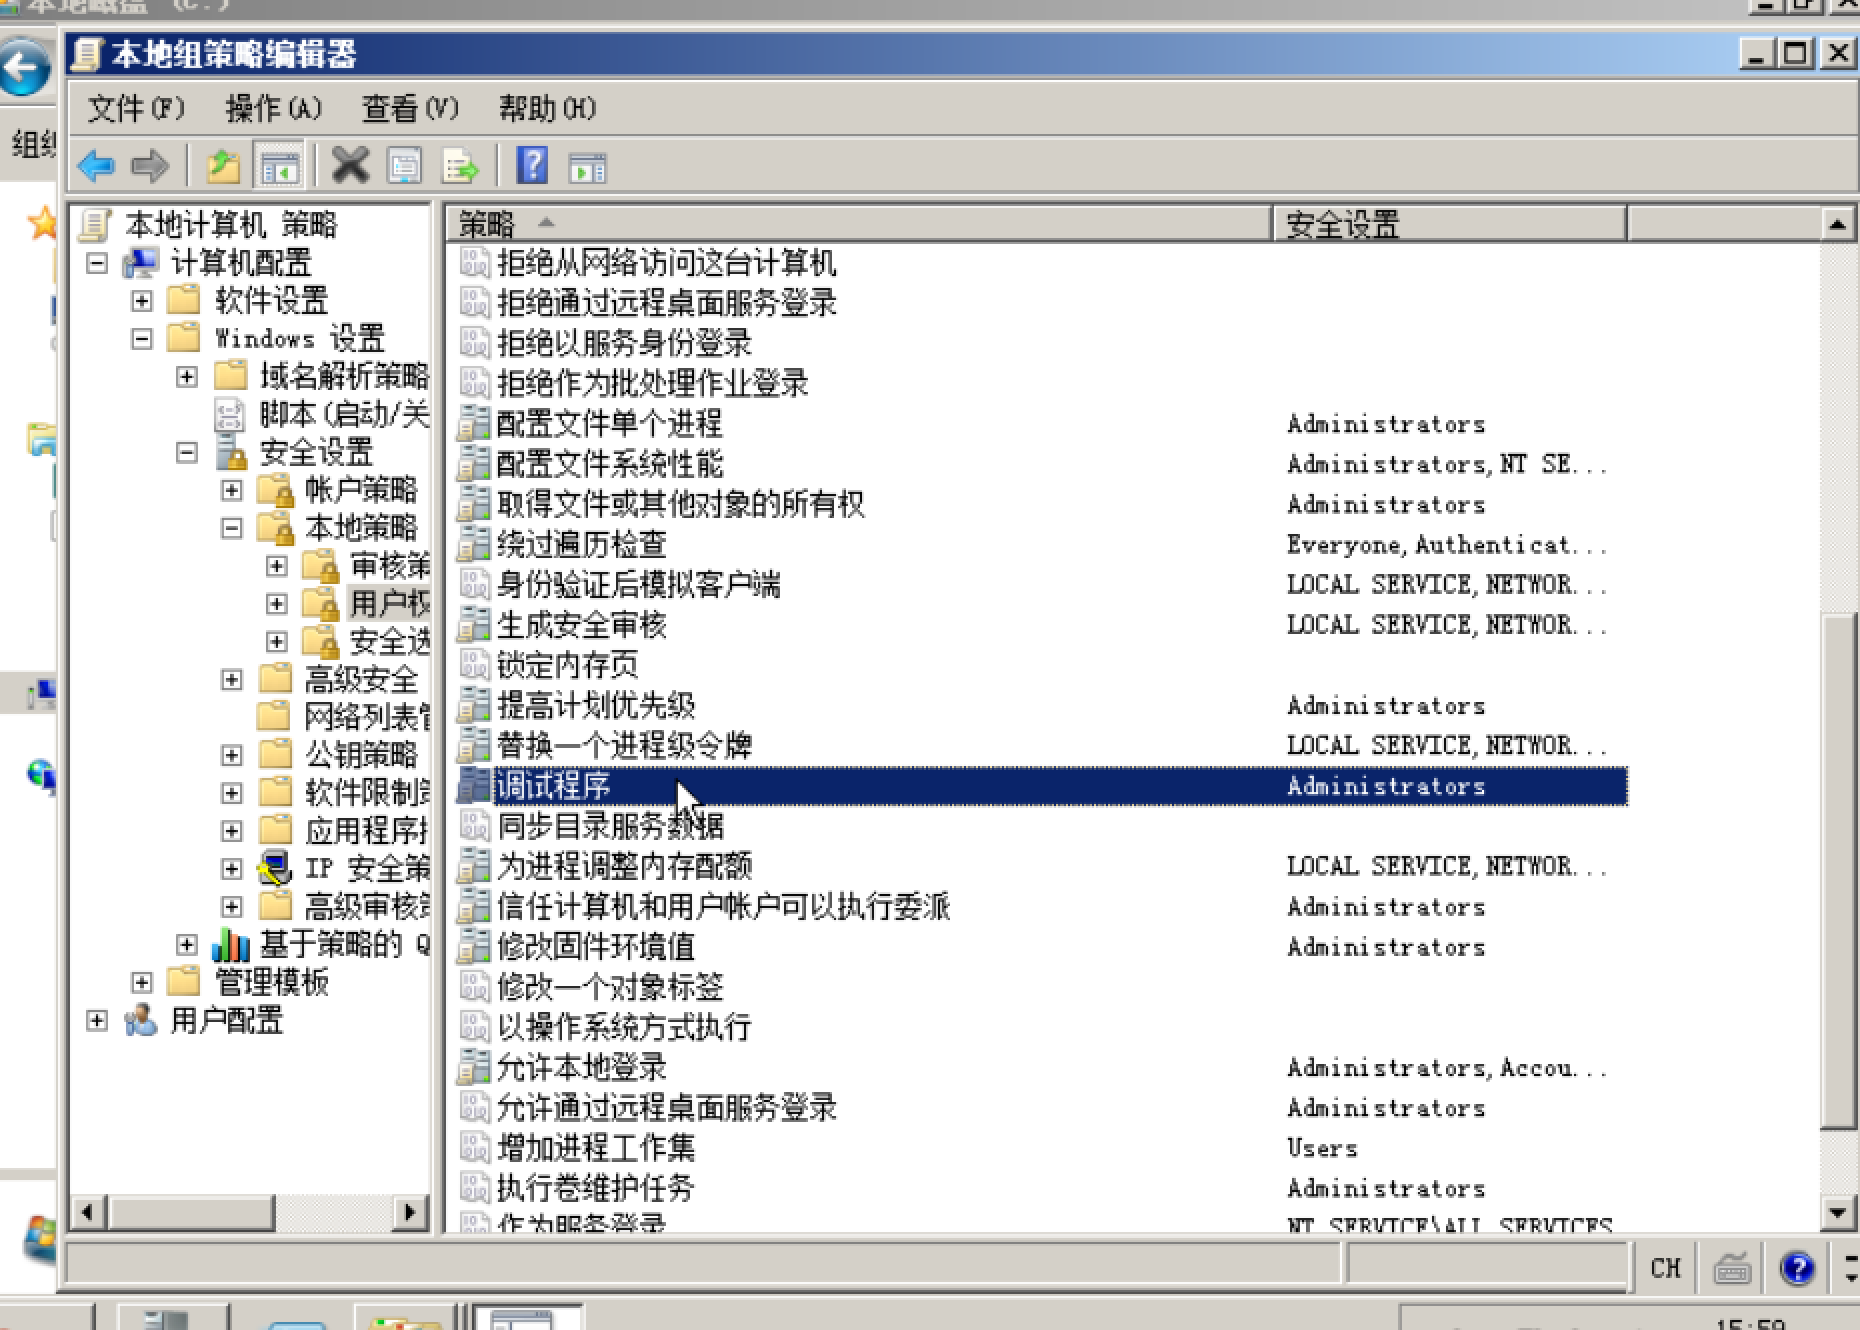 本地磁盘 (C:)
本地组策略编辑器
文件(F) 操作(A) 查看(V) 帮助(H)
组织
本地计算机 策略
计算机配置
软件设置
Windows 设置
域名解析策略
脚本(启动/关
安全设置
帐户策略
本地策略
审核策
用户权
安全选
高级安全
网络列表管
公钥策略
软件限制策
应用程序控
IP 安全策
高级审核策
基于策略的 Q
管理模板
用户配置
策略 安全设置
拒绝从网络访问这台计算机
拒绝通过远程桌面服务登录
拒绝以服务身份登录
拒绝作为批处理作业登录
配置文件单个进程 Administrators
配置文件系统性能 Administrators,NT SE...
取得文件或其他对象的所有权 Administrators
绕过遍历检查 Everyone,Authenticat...
身份验证后模拟客户端 LOCAL SERVICE,NETWOR...
生成安全审核 LOCAL SERVICE,NETWOR...
锁定内存页
提高计划优先级 Administrators
替换一个进程级令牌 LOCAL SERVICE,NETWOR...
调试程序 Administrators
同步目录服务数据
为进程调整内存配额 LOCAL SERVICE,NETWOR...
信任计算机和用户帐户可以执行委派 Administrators
修改固件环境值 Administrators
修改一个对象标签
以操作系统方式执行
允许本地登录 Administrators,Accou...
允许通过远程桌面服务登录 Administrators
增加进程工作集 Users
执行卷维护任务 Administrators
作为服务登录 NT SERVICE\ALL SERVICES
CH
15:59